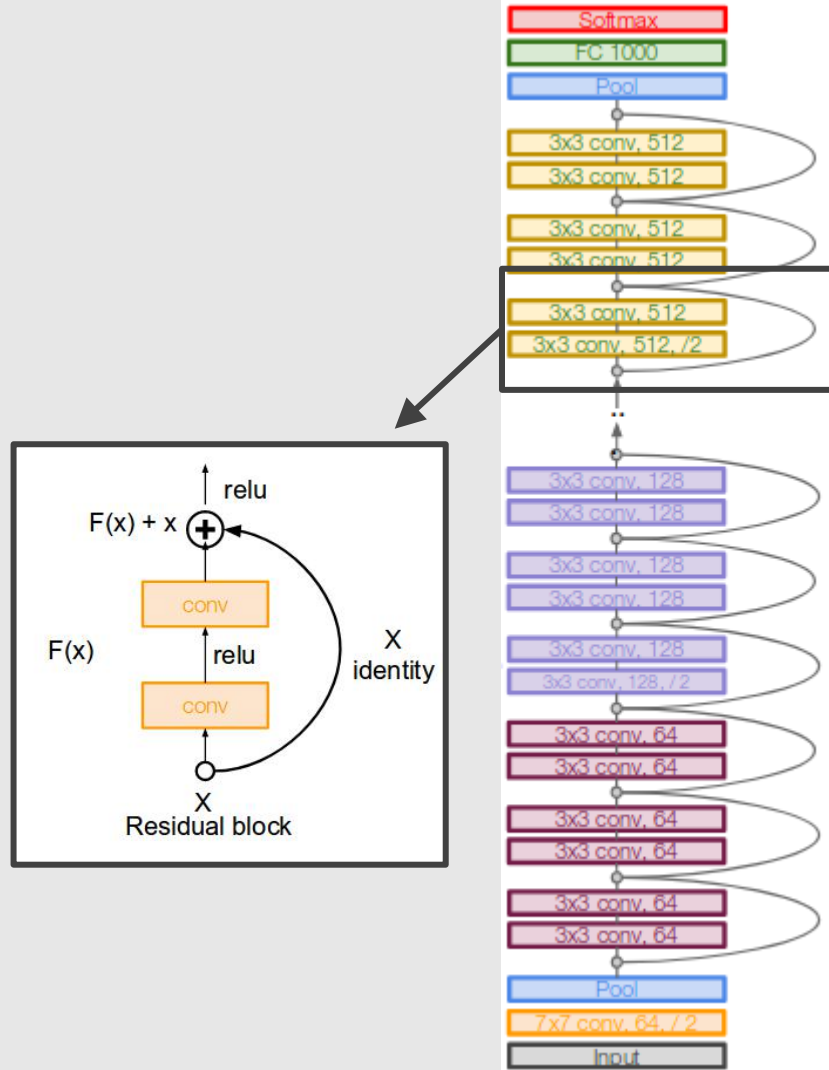 Softmax
FC 1000
Pool
3x3 conv, 512
3x3 conv, 512
3x3 conv, 512
3x3 conv, 512
3x3 conv, 512
3x3 conv, 512, /2
..
3x3 conv, 128
3x3 conv, 128
3x3 conv, 128
3x3 conv, 128
3x3 conv, 128
3x3 conv, 128, / 2
3x3 conv, 64
3x3 conv, 64
3x3 conv, 64
3x3 conv, 64
3x3 conv, 64
3x3 conv, 64
Pool
7x7 conv, 64, / 2
Input
relu
F(x) + x
+
conv
F(x)
relu
X
identity
conv
X
Residual block